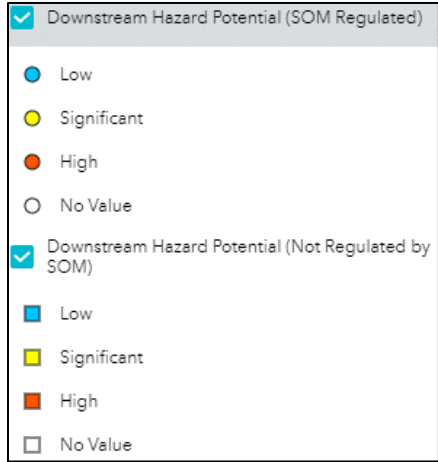 Downstream Hazard Potential (SOM Regulated)
Low
Significant
High
No Value
Downstream Hazard Potential (Not Regulated by
SOM)
Low
Significant
High
No Value